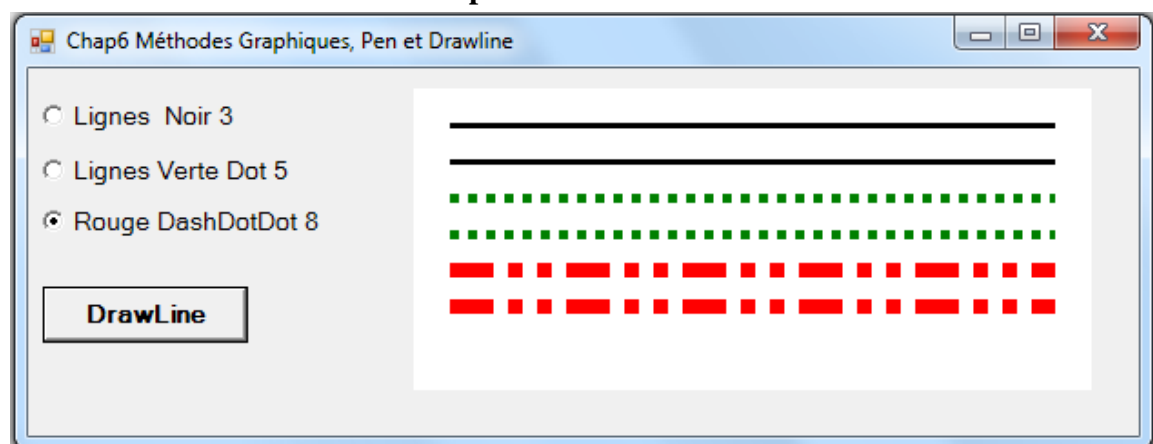 Chap6 Méthodes Graphiques, Pen et Drawline
Lignes  Noir 3
Lignes Verte Dot 5
Rouge DashDotDot 8
DrawLine